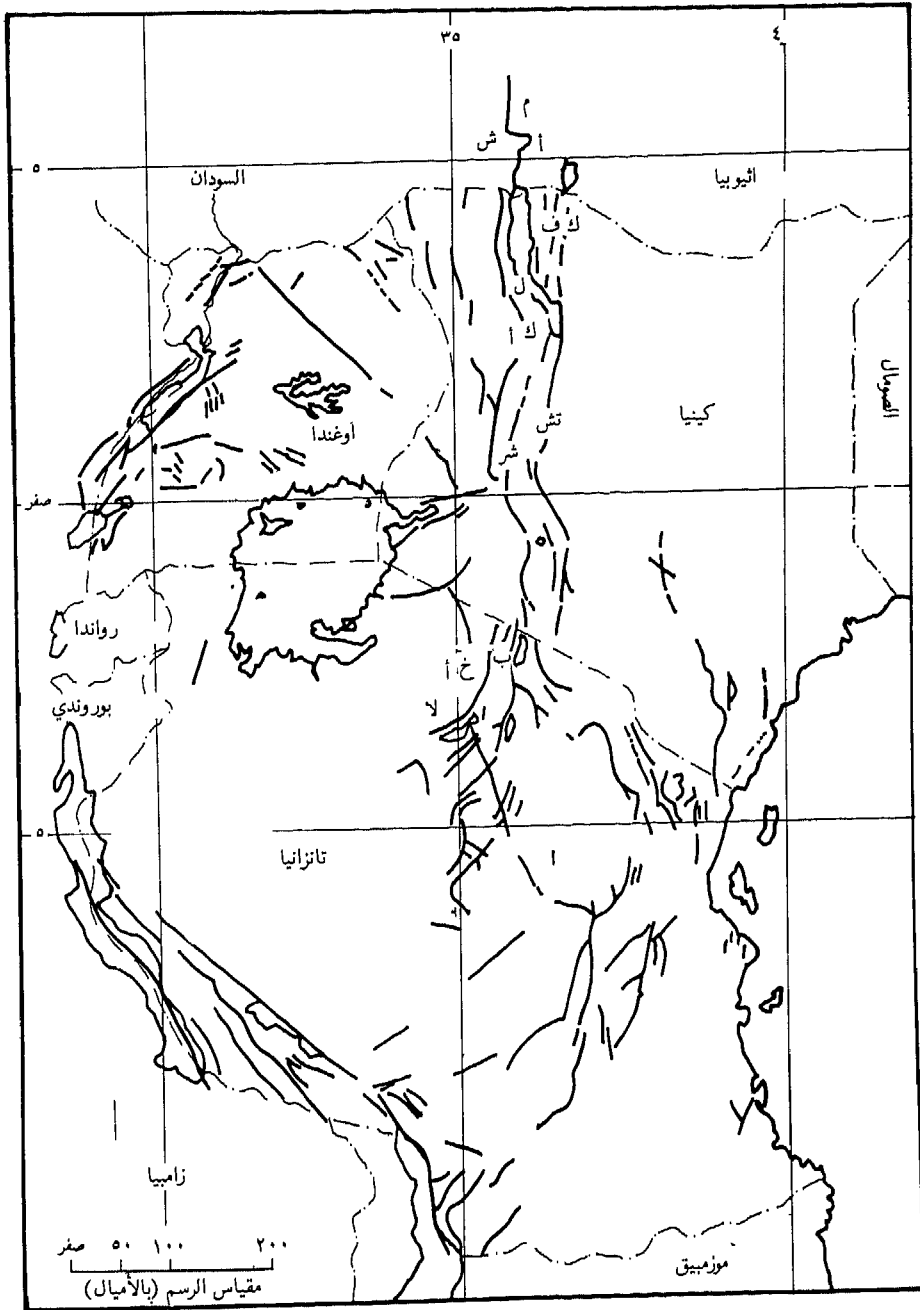 ٣٥
٤
م
أ
ش
٥
السودان
اثيوبيا
ك
ف
ل
ك
أ
الصومال
كينيا
تش
أوغندا
شر
صفر
رواندا
ب
خ
أ
بوروندي
لا
ا
٥
تانزانيا
ا
زامبيا
صفر ٥٠ ١٠٠ ٢٠٠
مقياس الرسم (بالأميال)
موزمبيق